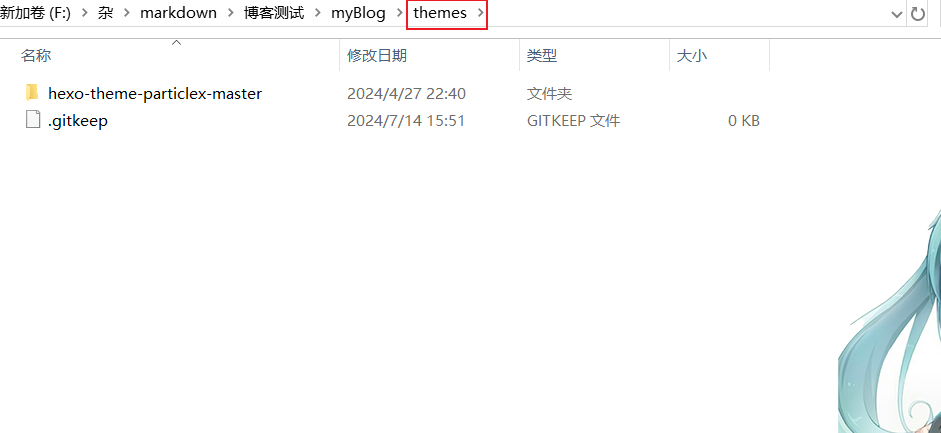 新加卷 (F:) > 杂 > markdown > 博客测试 > myBlog > themes >
名称 修改日期 类型 大小
hexo-theme-particlex-master 2024/4/27 22:40 文件夹
.gitkeep 2024/7/14 15:51 GITKEEP 文件 0 KB